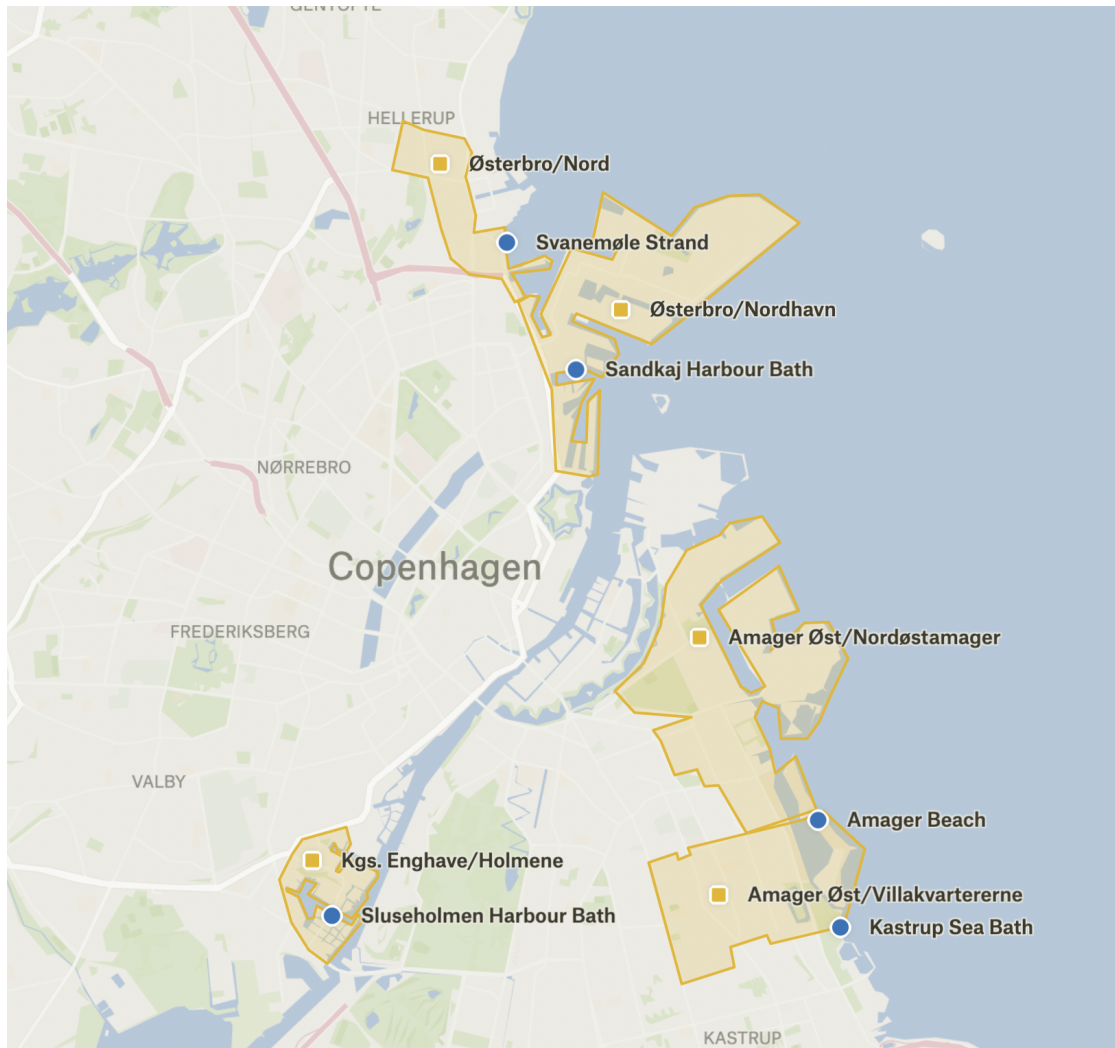 GENTOFTE
HELLERUP
Østerbro/Nord
Svanemøle Strand
Østerbro/Nordhavn
Sandkaj Harbour Bath
NØRREBRO
Copenhagen
FREDERIKSBERG
Amager Øst/Nordøstamager
VALBY
Amager Beach
Kgs. Enghave/Holmene
Amager Øst/Villakvartererne
Sluseholmen Harbour Bath
Kastrup Sea Bath
KASTRUP